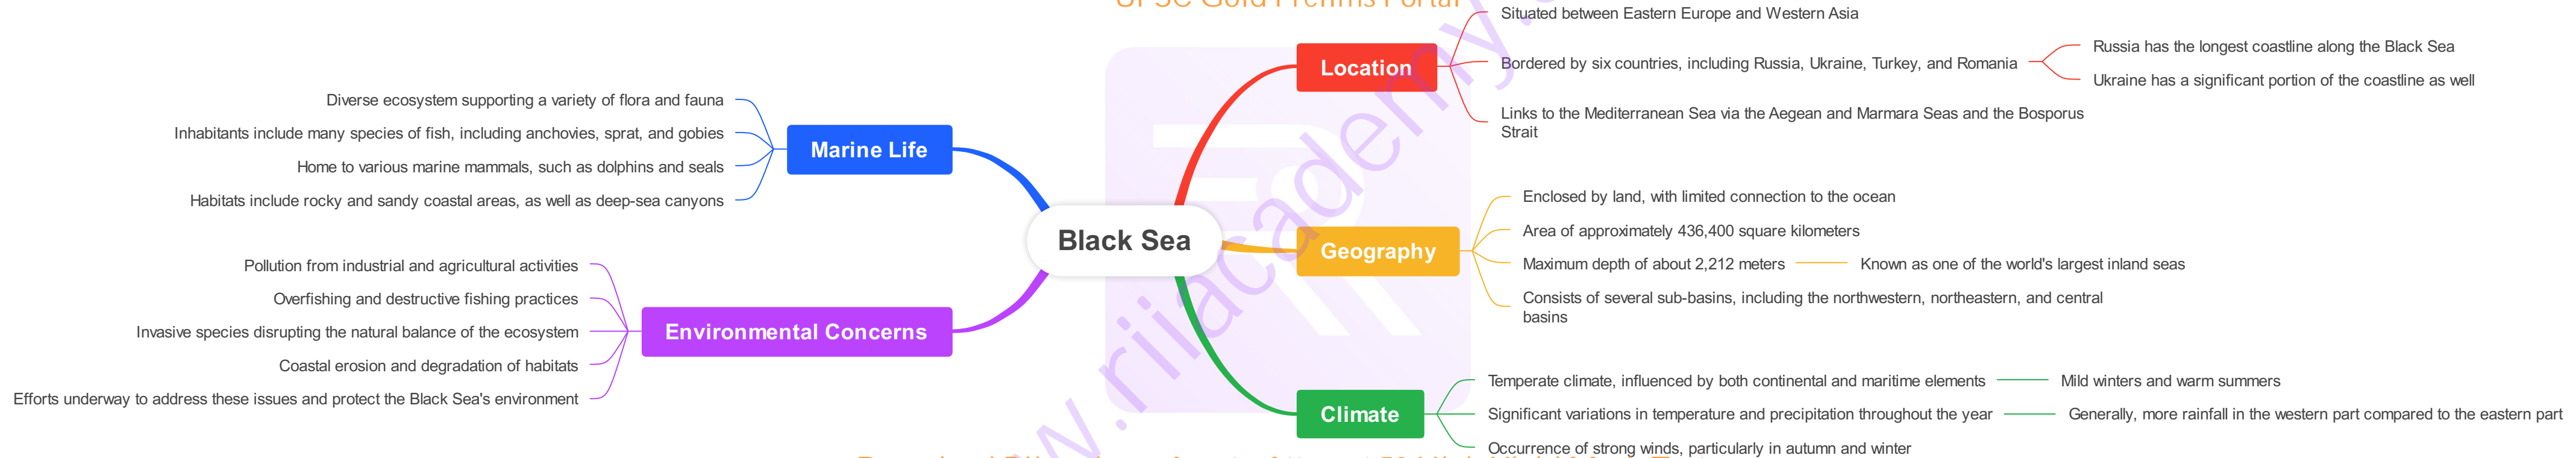 UPSC Gold Prelims Portal
Black Sea
Location
Situated between Eastern Europe and Western Asia
Bordered by six countries, including Russia, Ukraine, Turkey, and Romania
Russia has the longest coastline along the Black Sea
Ukraine has a significant portion of the coastline as well
Links to the Mediterranean Sea via the Aegean and Marmara Seas and the Bosporus
Strait
Geography
Enclosed by land, with limited connection to the ocean
Area of approximately 436,400 square kilometers
Maximum depth of about 2,212 meters
Known as one of the world's largest inland seas
Consists of several sub-basins, including the northwestern, northeastern, and central
basins
Climate
Temperate climate, influenced by both continental and maritime elements
Mild winters and warm summers
Significant variations in temperature and precipitation throughout the year
Generally, more rainfall in the western part compared to the eastern part
Occurrence of strong winds, particularly in autumn and winter
Marine Life
Diverse ecosystem supporting a variety of flora and fauna
Inhabitants include many species of fish, including anchovies, sprat, and gobies
Home to various marine mammals, such as dolphins and seals
Habitats include rocky and sandy coastal areas, as well as deep-sea canyons
Environmental Concerns
Pollution from industrial and agricultural activities
Overfishing and destructive fishing practices
Invasive species disrupting the natural balance of the ecosystem
Coastal erosion and degradation of habitats
Efforts underway to address these issues and protect the Black Sea's environment